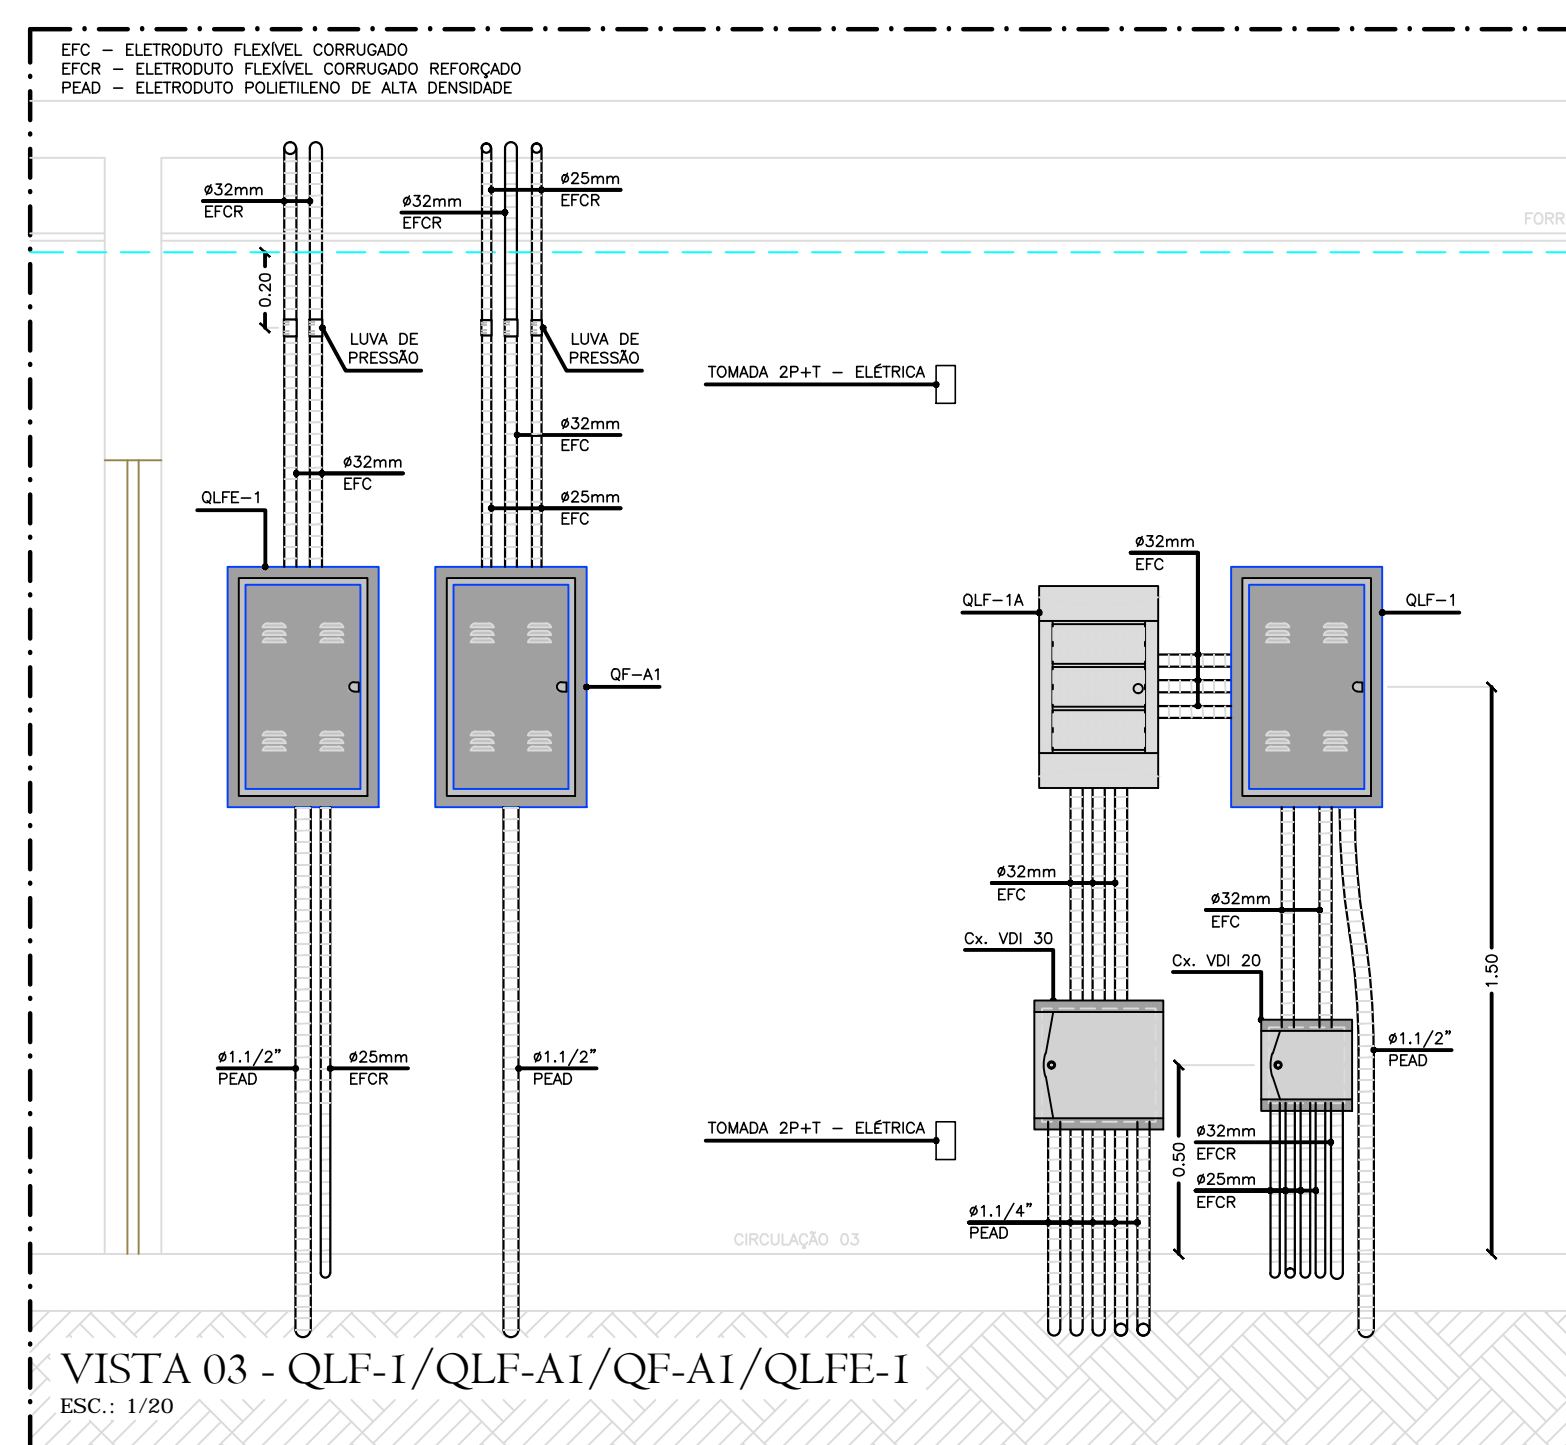 EFC – ELETRODUTO FLEXÍVEL CORRUGADO
EFCR – ELETRODUTO FLEXÍVEL CORRUGADO REFORÇADO
PEAD – ELETRODUTO POLIETILENO DE ALTA DENSIDADE
ø32mm
EFCR
ø32mm
EFCR
ø25mm
EFCR
FORR
0.20
LUVA DE
PRESSÃO
LUVA DE
PRESSÃO
TOMADA 2P+T – ELÉTRICA
ø32mm
EFC
ø32mm
EFC
ø25mm
EFC
QLFE–1
QF–A1
ø32mm
EFC
QLF–1A
QLF–1
ø32mm
EFC
ø32mm
EFC
Cx. VDI 30
Cx. VDI 20
1.50
ø1.1/2"
PEAD
ø25mm
EFCR
ø1.1/2"
PEAD
ø1.1/2"
PEAD
TOMADA 2P+T – ELÉTRICA
0.50
ø32mm
EFCR
ø25mm
EFCR
ø1.1/4"
PEAD
CIRCULAÇÃO 03
VISTA 03 - QLF-1/QLF-A1/QF-A1/QLFE-1
ESC.: 1/20